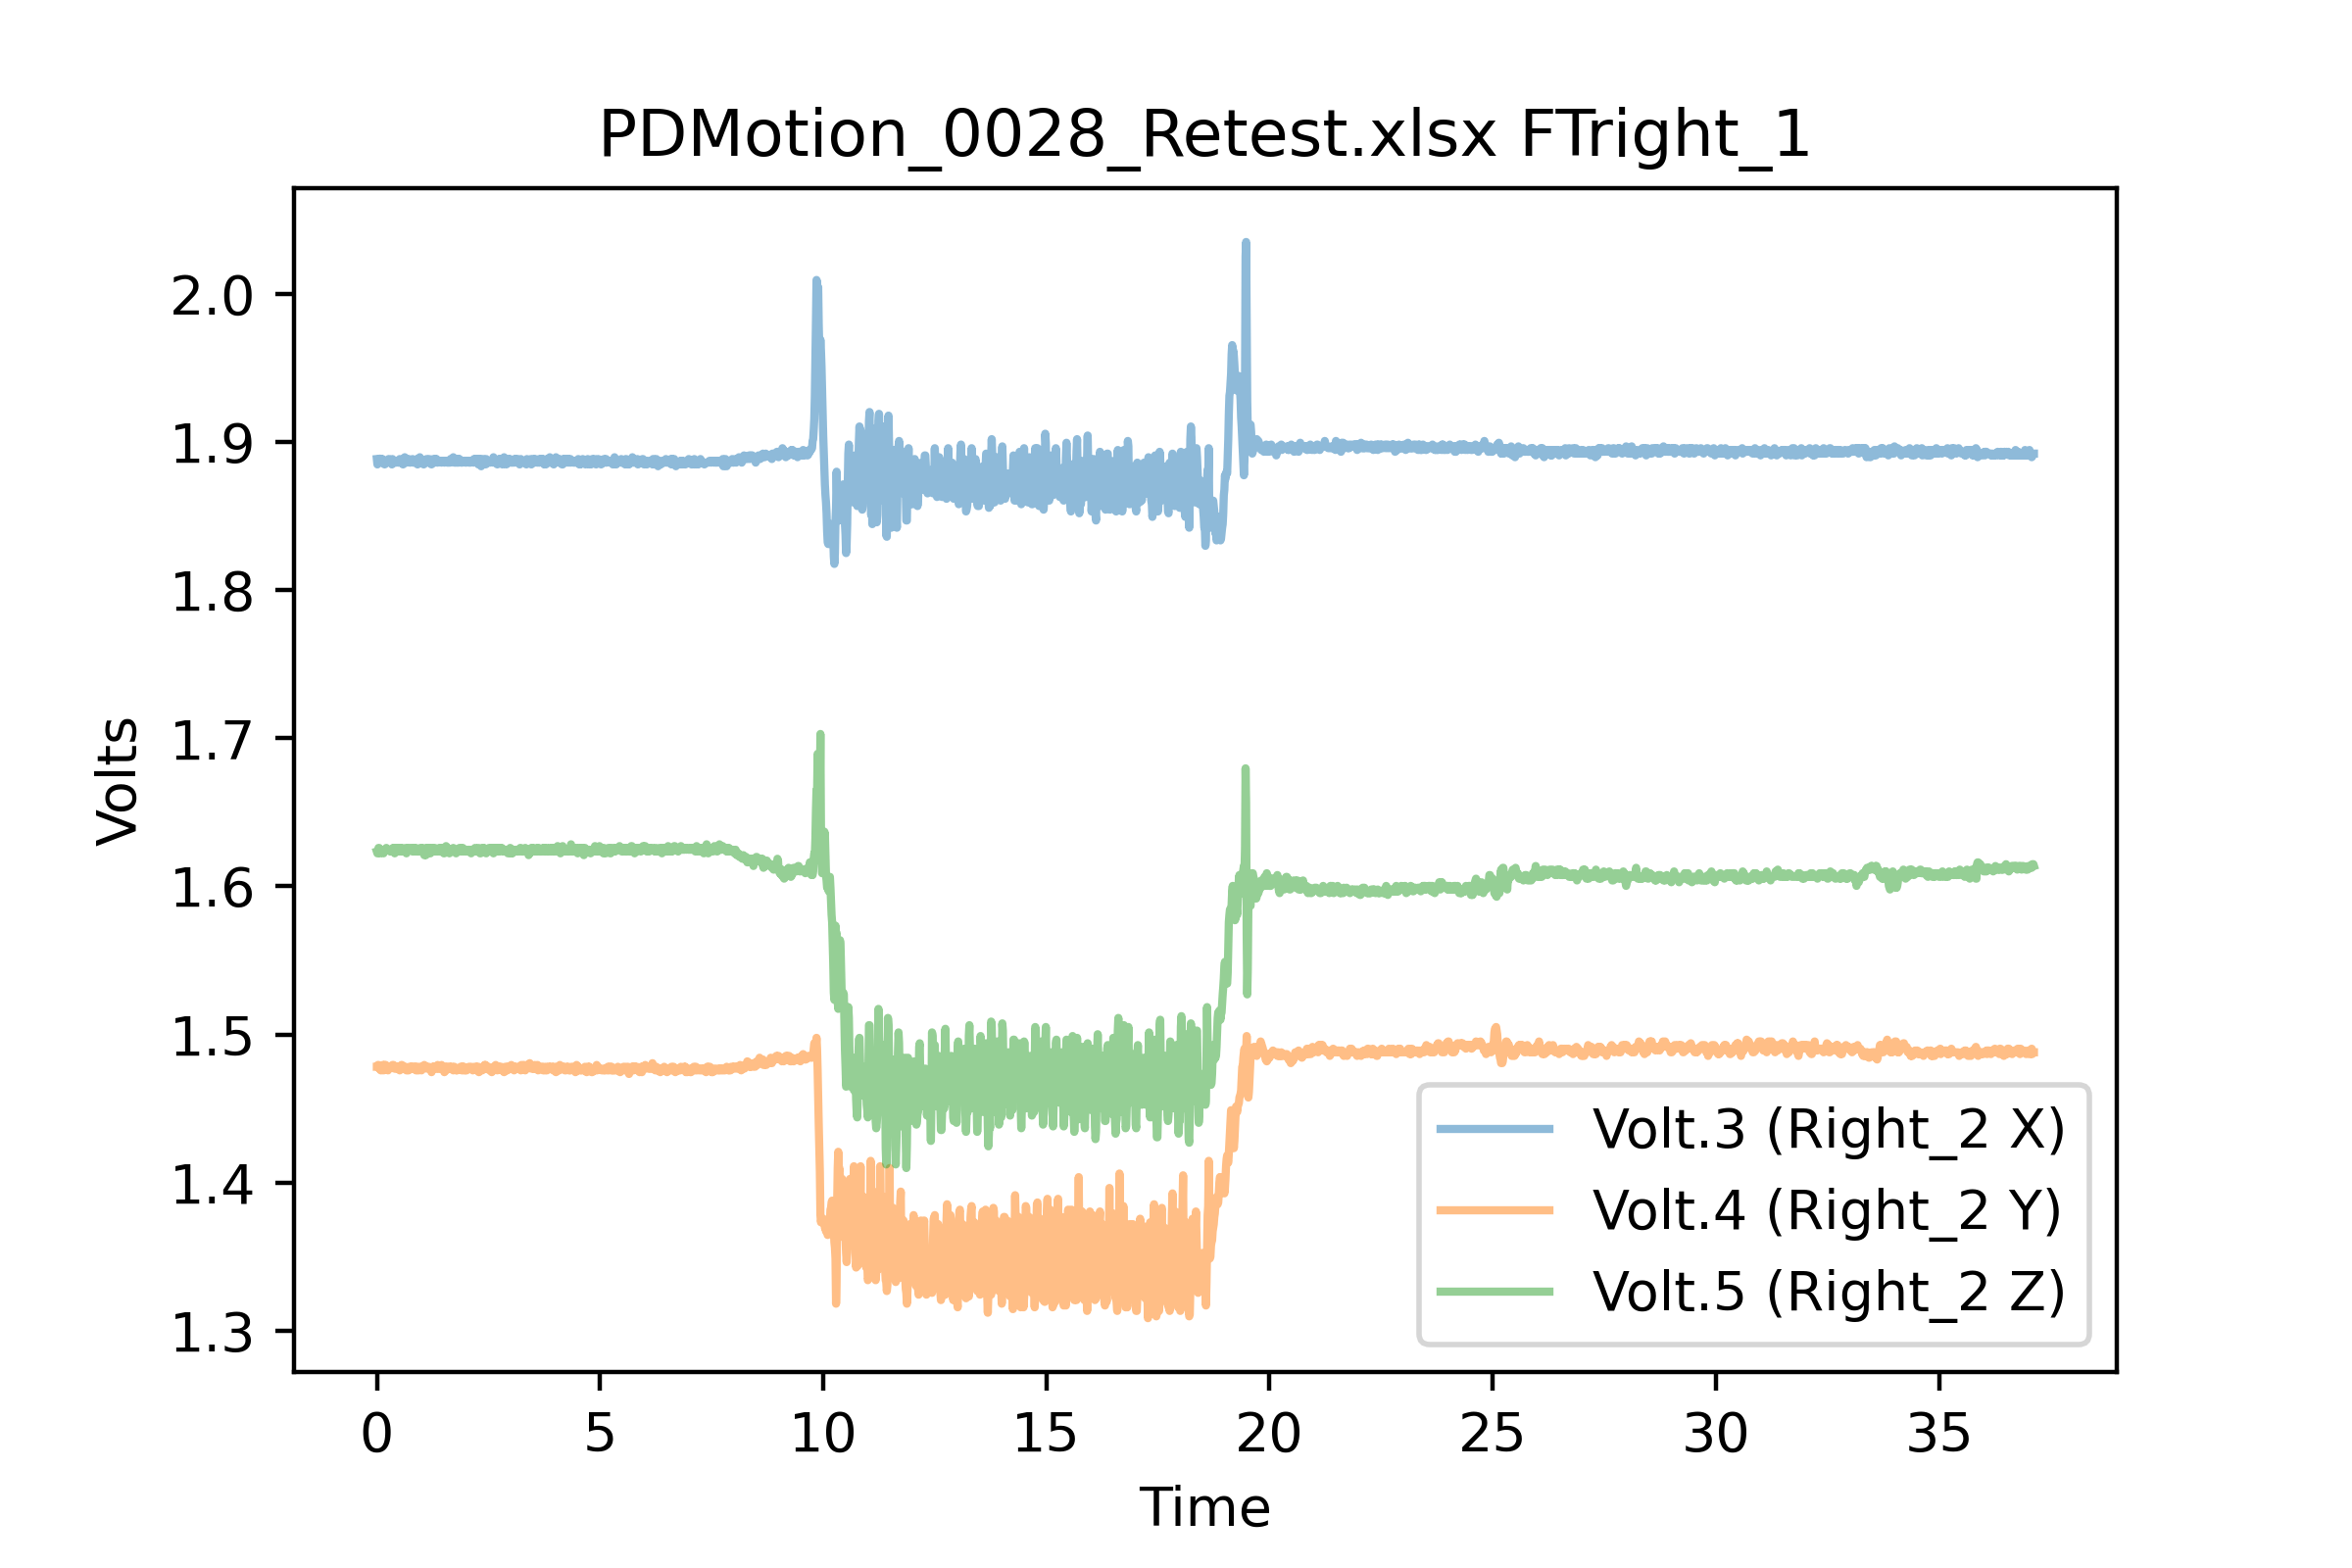 PDMotion_0028_Retest.xlsx FTright_1
2.0
1.9
1.8
1.7
1.6
1.5
1.4
1.3
Volts
Volt.3 (Right_2 X)
Volt.4 (Right_2 Y)
Volt.5 (Right_2 Z)
0 5 10 15 20 25 30 35
Time